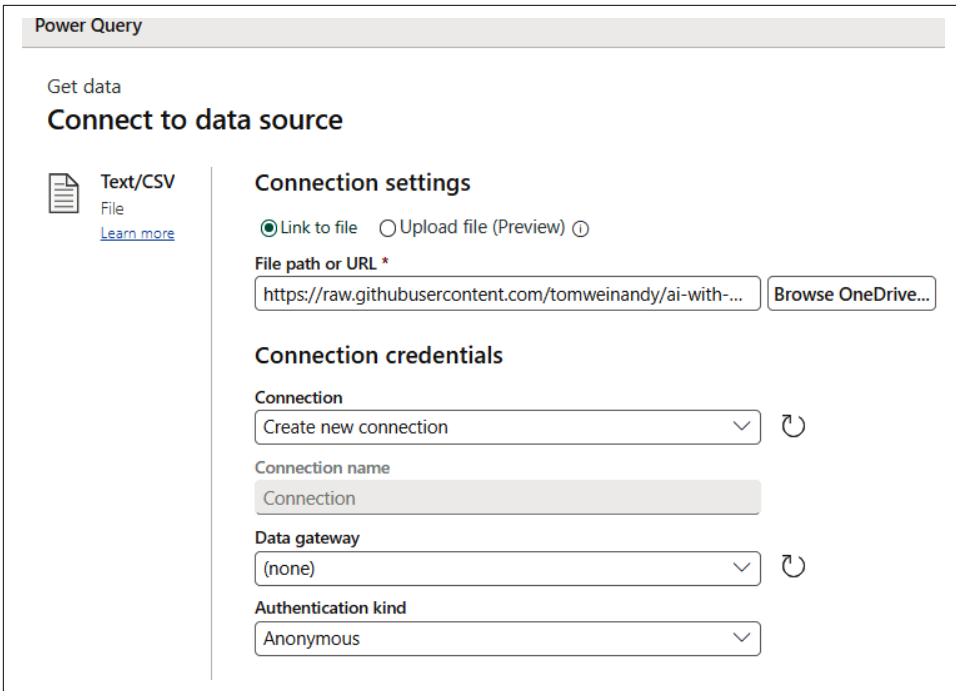 Power Query
Get data
Connect to data source
Text/CSV
File
Learn more
Connection settings
Link to file Upload file (Preview)
File path or URL *
https://raw.githubusercontent.com/tomweinandy/ai-with-... Browse OneDrive...
Connection credentials
Connection
Create new connection
Connection name
Connection
Data gateway
(none)
Authentication kind
Anonymous